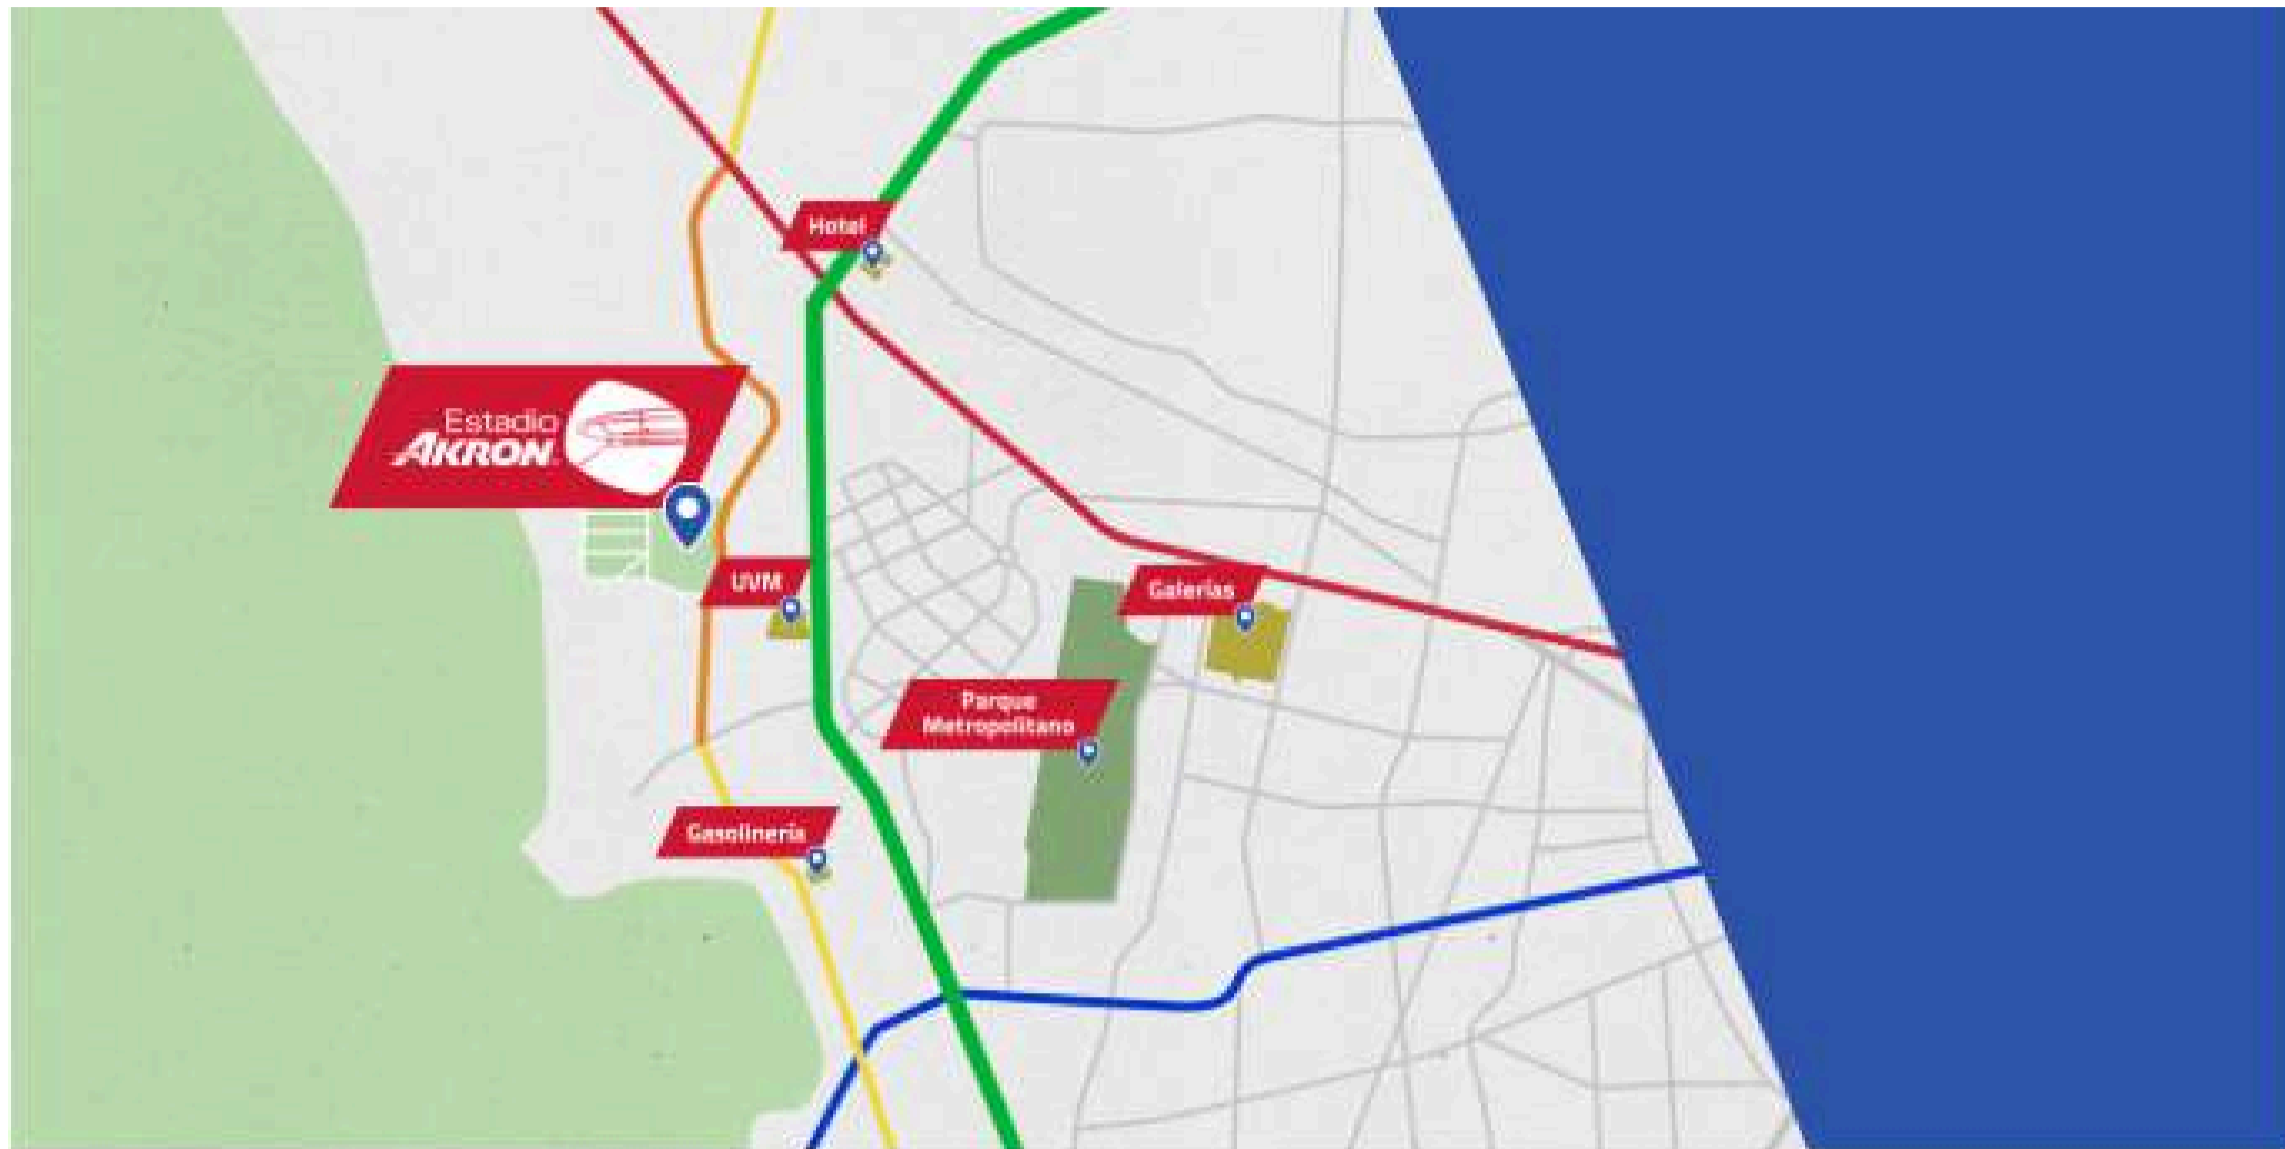 Hotel
Estadio
AKRON
UVM
Galerías
Parque
Metropolitano
Gasolinería